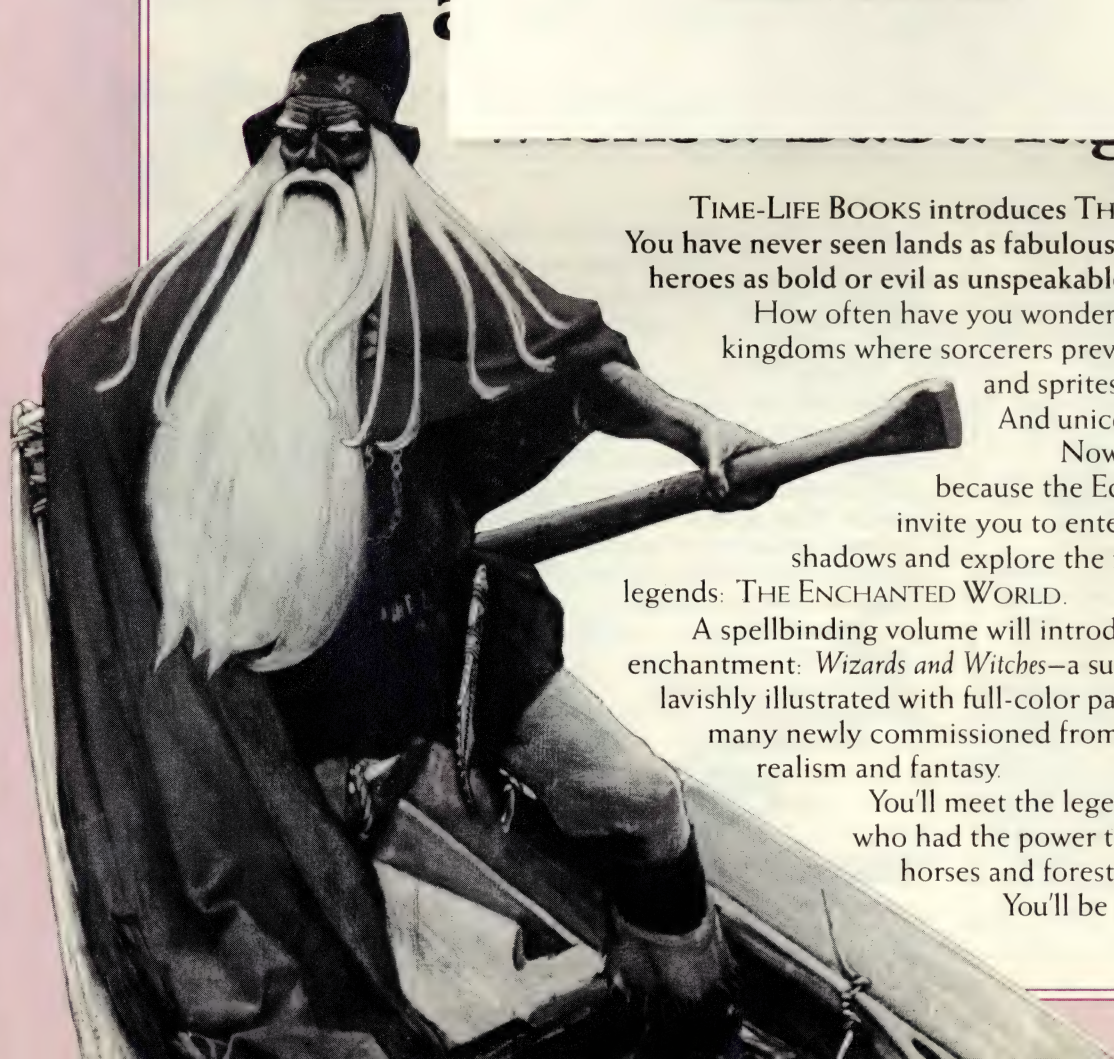 TIME-LIFE BOOKS introduces TH
You have never seen lands as fabulous
heroes as bold or evil as unspeakabl
How often have you wonder
kingdoms where sorcerers prev
and sprites
And unic
Now
because the Ed
invite you to ente
shadows and explore the
legends: THE ENCHANTED WORLD.
A spellbinding volume will introd
enchantment: Wizards and Witches—a su
lavishly illustrated with full-color pa
many newly commissioned from
realism and fantasy.
You'll meet the lege
who had the power t
horses and forest
You'll be